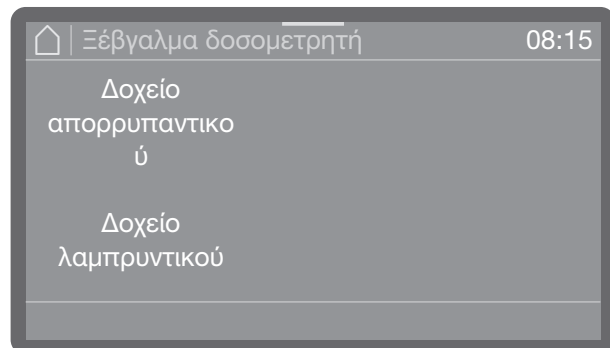 Ξέβγαλμα δοσομετρητή 08:15
Δοχείο
απορρυπαντικο
ύ
Δοχείο
λαμπρυντικού